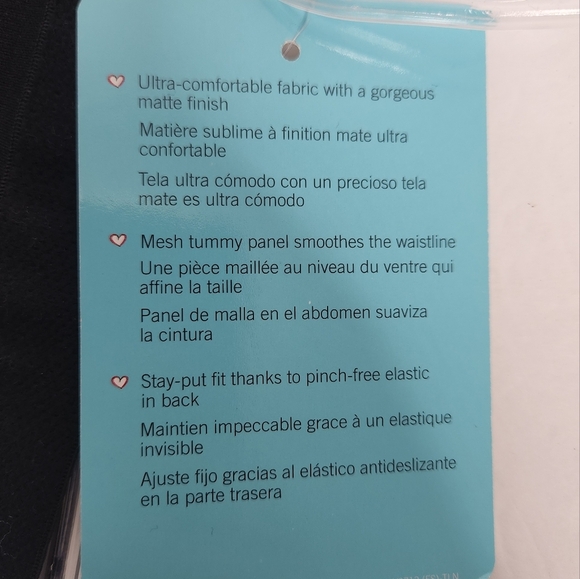 Ultra-comfortable fabric with a gorgeous
matte finish
Matière sublime à finition mate ultra
confortable
Tela ultra cómodo con un precioso tela
mate es ultra cómodo
Mesh tummy panel smoothes the waistline
Une pièce maillée au niveau du ventre qui
affine la taille
Panel de malla en el abdomen suaviza
la cintura
Stay-put fit thanks to pinch-free elastic
in back
Maintien impeccable grace à un elastique
invisible
Ajuste fijo gracias al elástico antideslizante
en la parte trasera